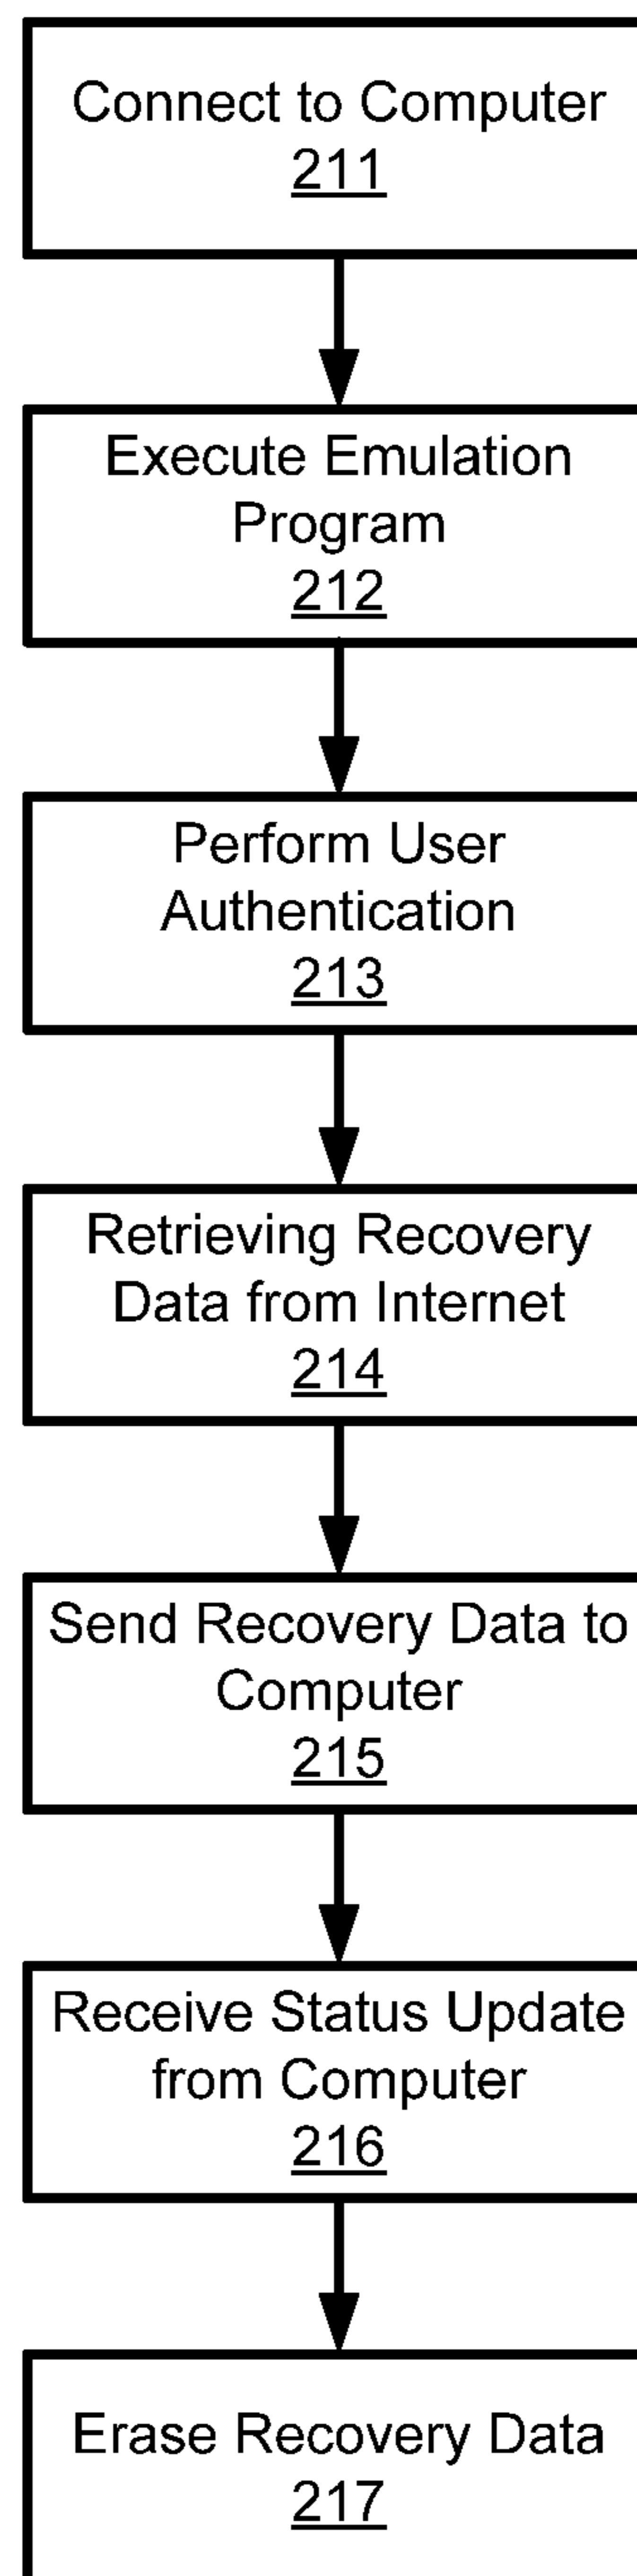 Connect to Computer
211
Execute Emulation
Program
212
Perform User
Authentication
213
Retrieving Recovery
Data from Internet
214
Send Recovery Data to
Computer
215
Receive Status Update
from Computer
216
Erase Recovery Data
217